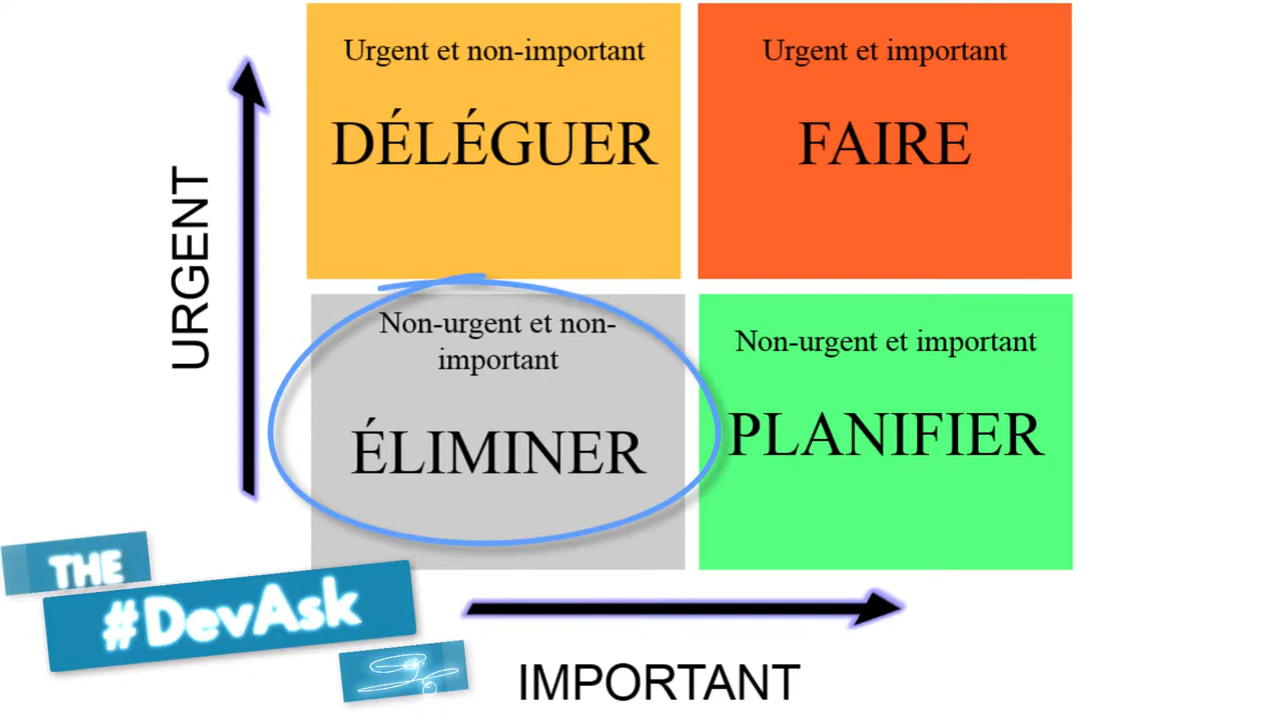 Urgent et non-important
DÉLÉGUER
Urgent et important
FAIRE
URGENT
Non-urgent et non-
important
ÉLIMINER
Non-urgent et important
PLANIFIER
THE
#DevAsk
IMPORTANT